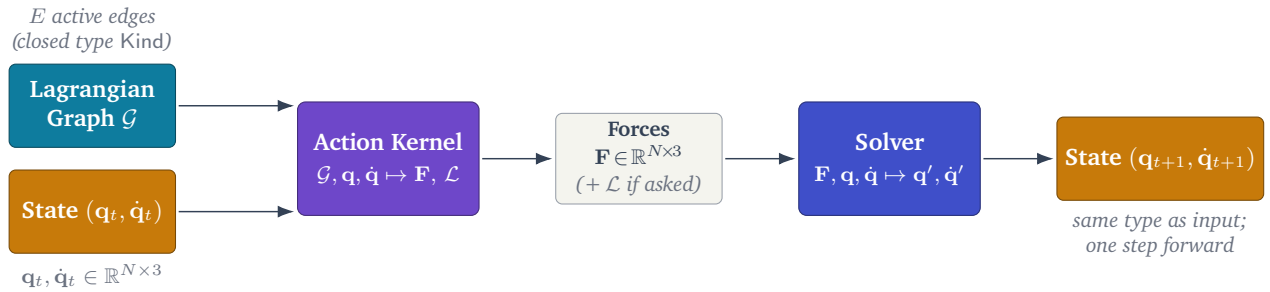 E active edges
(closed type Kind)
Lagrangian
Graph 𝒢
State (q_t, q̇_t)
q_t, q̇_t ∈ ℝ^{N×3}
Action Kernel
𝒢, q, q̇ ↦ F, ℒ
Forces
F ∈ ℝ^{N×3}
(+ ℒ if asked)
Solver
F, q, q̇ ↦ q′, q̇′
State (q_{t+1}, q̇_{t+1})
same type as input;
one step forward